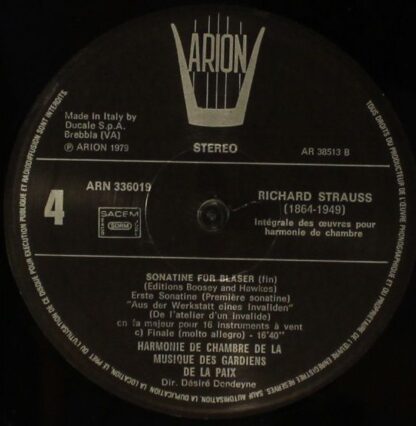 ARION
Made in Italy by
Ducale S.p.A.
Brebbia (VA)
℗ ARION 1979
STEREO
AR 38513 B
4
ARN 336019
SACEM
SDRM
RICHARD STRAUSS
(1864-1949)
Intégrale des œuvres pour
harmonie de chambre
SONATINE FÜR BLÄSER (fin)
(Editions Boosey and Hawkes)
Erste Sonatine (Première sonatine)
"Aus der Werkstatt eines Invaliden"
(De l'atelier d'un invalide)
en fa majeur pour 16 instruments à vent
c) Finale (molto allegro) - 16'40"
HARMONIE DE CHAMBRE DE LA
MUSIQUE DES GARDIENS
DE LA PAIX
Dir. Désiré Dondeyne
TOUS DROITS DU PRODUCTEUR DE L'ŒUVRE PHONOGRAPHIQUE ET DU PROPRIÉTAIRE DE L'ŒUVRE ENREGISTRÉE RÉSERVÉS. SAUF AUTORISATION, LA LOCATION, LE PRÊT OU L'UTILISATION DE CE DISQUE POUR EXÉCUTION PUBLIQUE ET RADIODIFFUSION SONT INTERDITS.